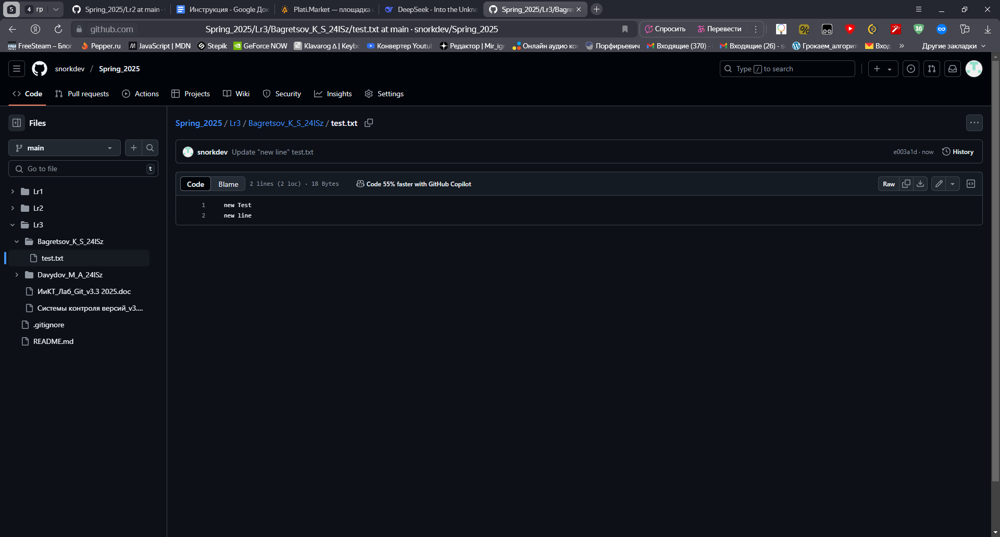 5 4 гр Spring_2025/Lr2 at main · Инструкция - Google Док Plati.Market — площадка DeepSeek - Into the Unkno Spring_2025/Lr3/Bagre
Я github.com Spring_2025/Lr3/Bagretsov_K_S_24ISz/test.txt at main · snorkdev/Spring_2025 Спросить Перевести 16
FreeSteam – Блог Pepper.ru JavaScript | MDN Stepik GeForce NOW Klavarog Δ | Keybo Конвертер Youtu Редактор | Mir_ig Онлайн аудио ко Порфирьевич Входящие (370) - Входящие (26) - s Грокаем_алгорит Вход » Другие закладки
snorkdev / Spring_2025 Type / to search
Code Pull requests Actions Projects Wiki Security Insights Settings
Files
main
Go to file t
Lr1
Lr2
Lr3
Bagretsov_K_S_24ISz
test.txt
Davydov_M_A_24ISz
ИиКТ_Лаб_Git_v3.3 2025.doc
Системы контроля версий_v3....
.gitignore
README.md
Spring_2025 / Lr3 / Bagretsov_K_S_24ISz / test.txt
snorkdev Update "new line" test.txt e003a1d · now History
Code Blame 2 lines (2 loc) · 18 Bytes Code 55% faster with GitHub Copilot Raw
1 new Test
2 new line